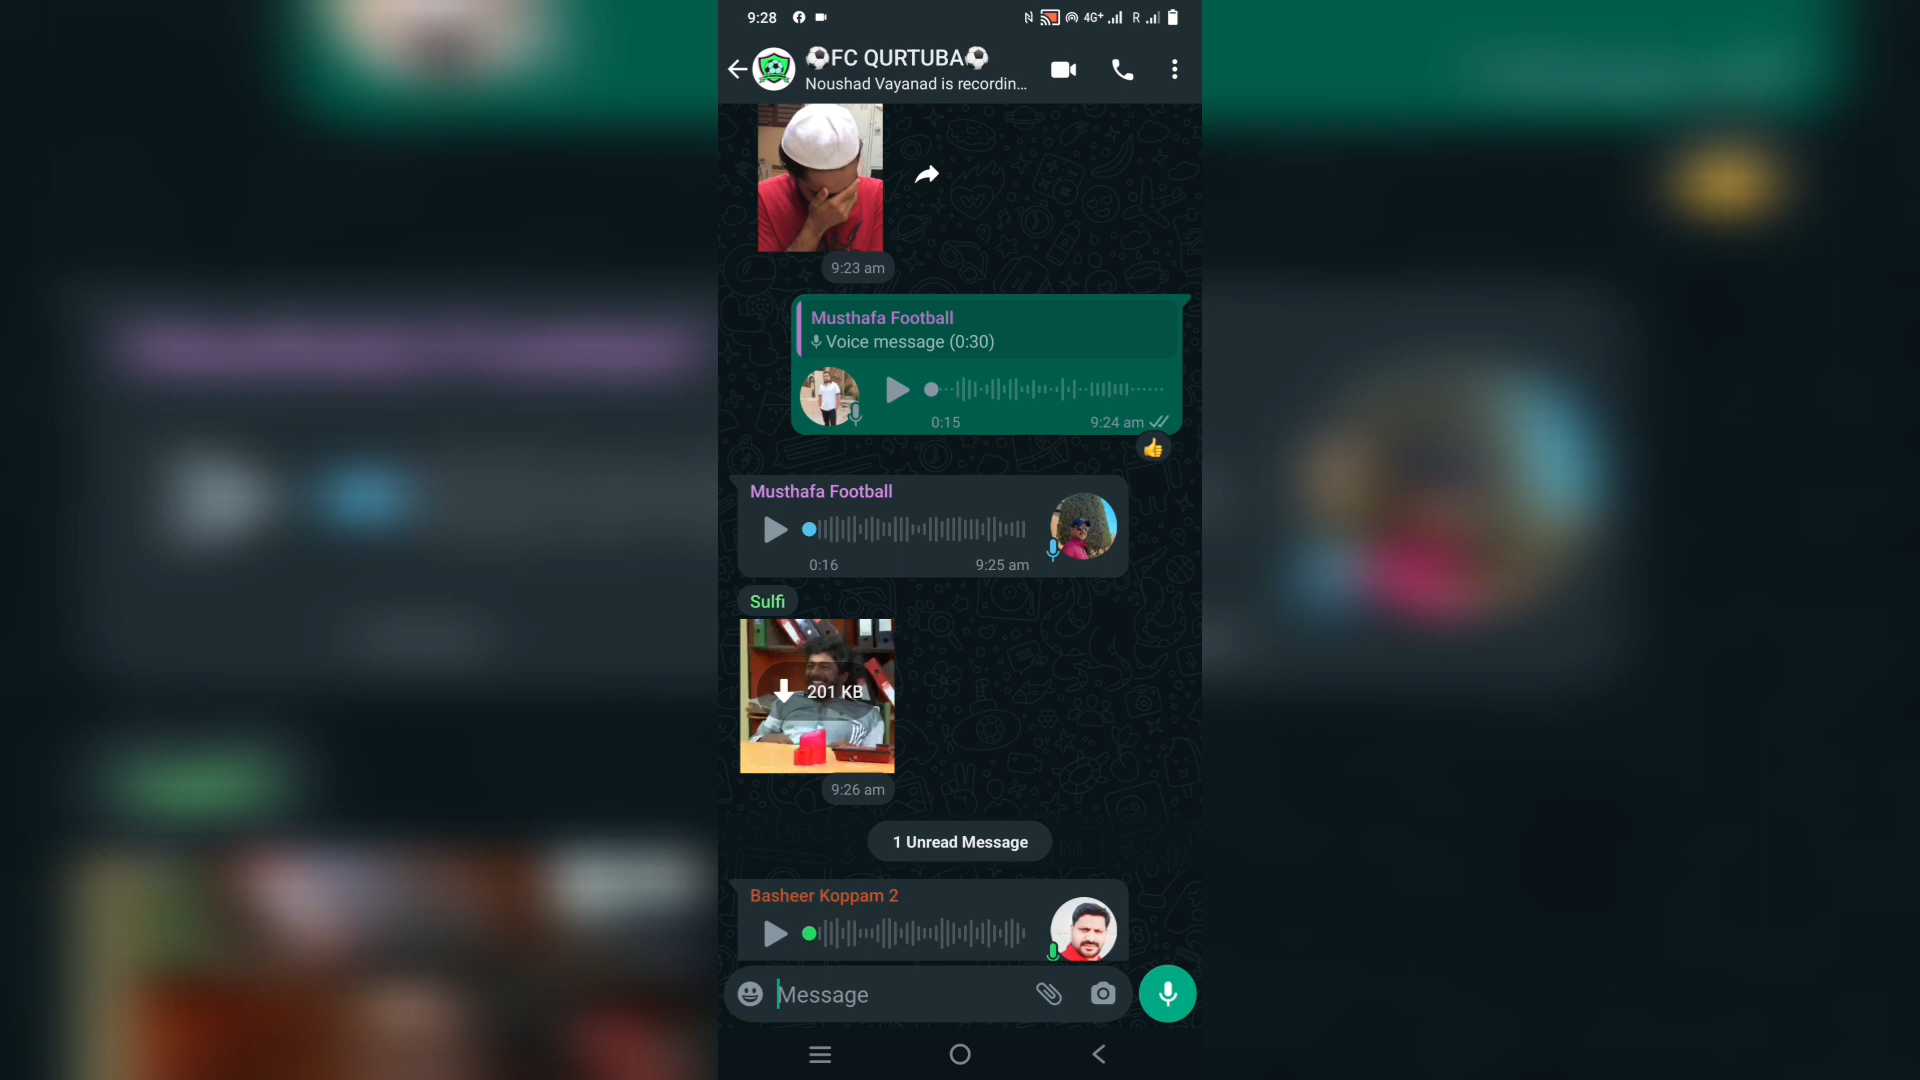 9:28
4G+
R
⚽FC QURTUBA⚽
Noushad Vayanad is recordin...
9:23 am
Musthafa Football
Voice message (0:30)
0:15
9:24 am
👍
Musthafa Football
0:16
9:25 am
Sulfi
201 KB
9:26 am
1 Unread Message
Basheer Koppam 2
Message